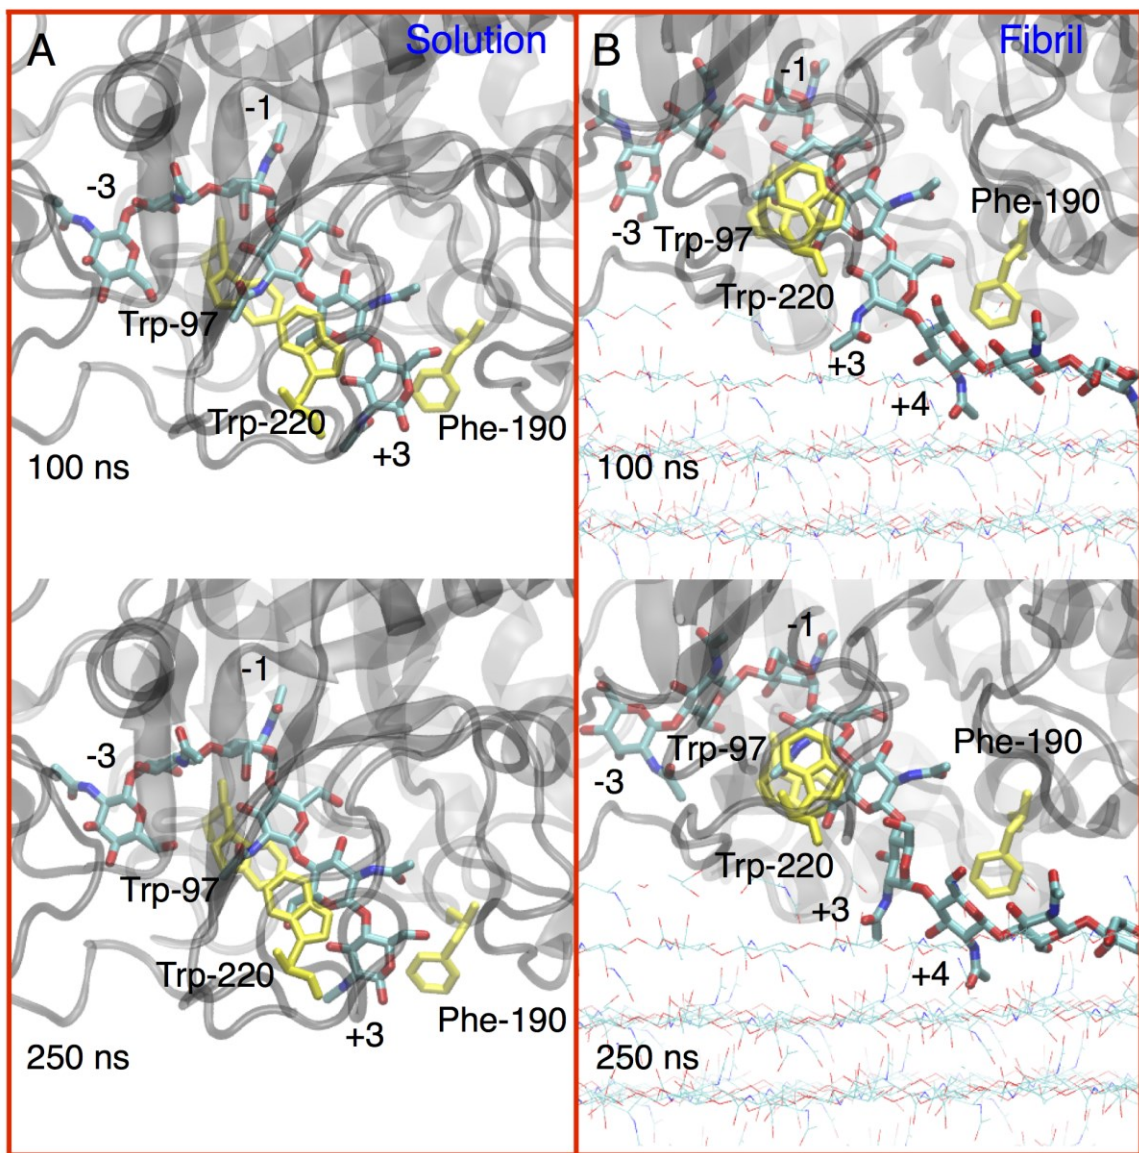 A
Solution
-1
-3
Trp-97
Trp-220
Phe-190
+3
100 ns
-1
-3
Trp-97
Trp-220
Phe-190
+3
250 ns
B
Fibril
-1
Phe-190
-3
Trp-97
Trp-220
+3
+4
100 ns
-1
Trp-97
Phe-190
-3
Trp-220
+3
+4
250 ns